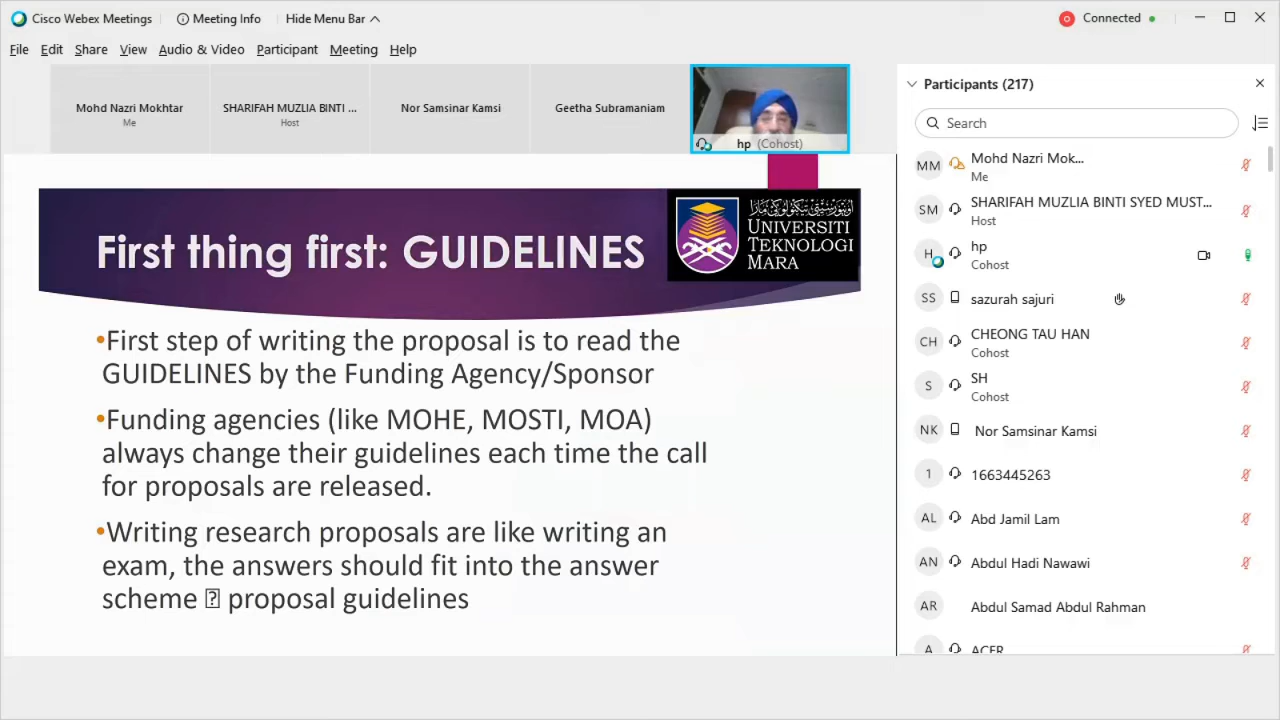 Cisco Webex Meetings
Meeting Info
Hide Menu Bar
Connected
File Edit Share View Audio & Video Participant Meeting Help
Mohd Nazri Mokhtar
Me
SHARIFAH MUZLIA BINTI ...
Host
Nor Samsinar Kamsi
Geetha Subramaniam
hp (Cohost)
First thing first: GUIDELINES
اونيۏرسيتي تيكنولوݢي مارا
UNIVERSITI
TEKNOLOGI
MARA
•First step of writing the proposal is to read the
GUIDELINES by the Funding Agency/Sponsor
•Funding agencies (like MOHE, MOSTI, MOA)
always change their guidelines each time the call
for proposals are released.
•Writing research proposals are like writing an
exam, the answers should fit into the answer
scheme ⍰ proposal guidelines
Participants (217)
Search
MM Mohd Nazri Mok...
Me
SM SHARIFAH MUZLIA BINTI SYED MUST...
Host
H hp
Cohost
SS sazurah sajuri
CH CHEONG TAU HAN
Cohost
S SH
Cohost
NK Nor Samsinar Kamsi
1 1663445263
AL Abd Jamil Lam
AN Abdul Hadi Nawawi
AR Abdul Samad Abdul Rahman
A ACER